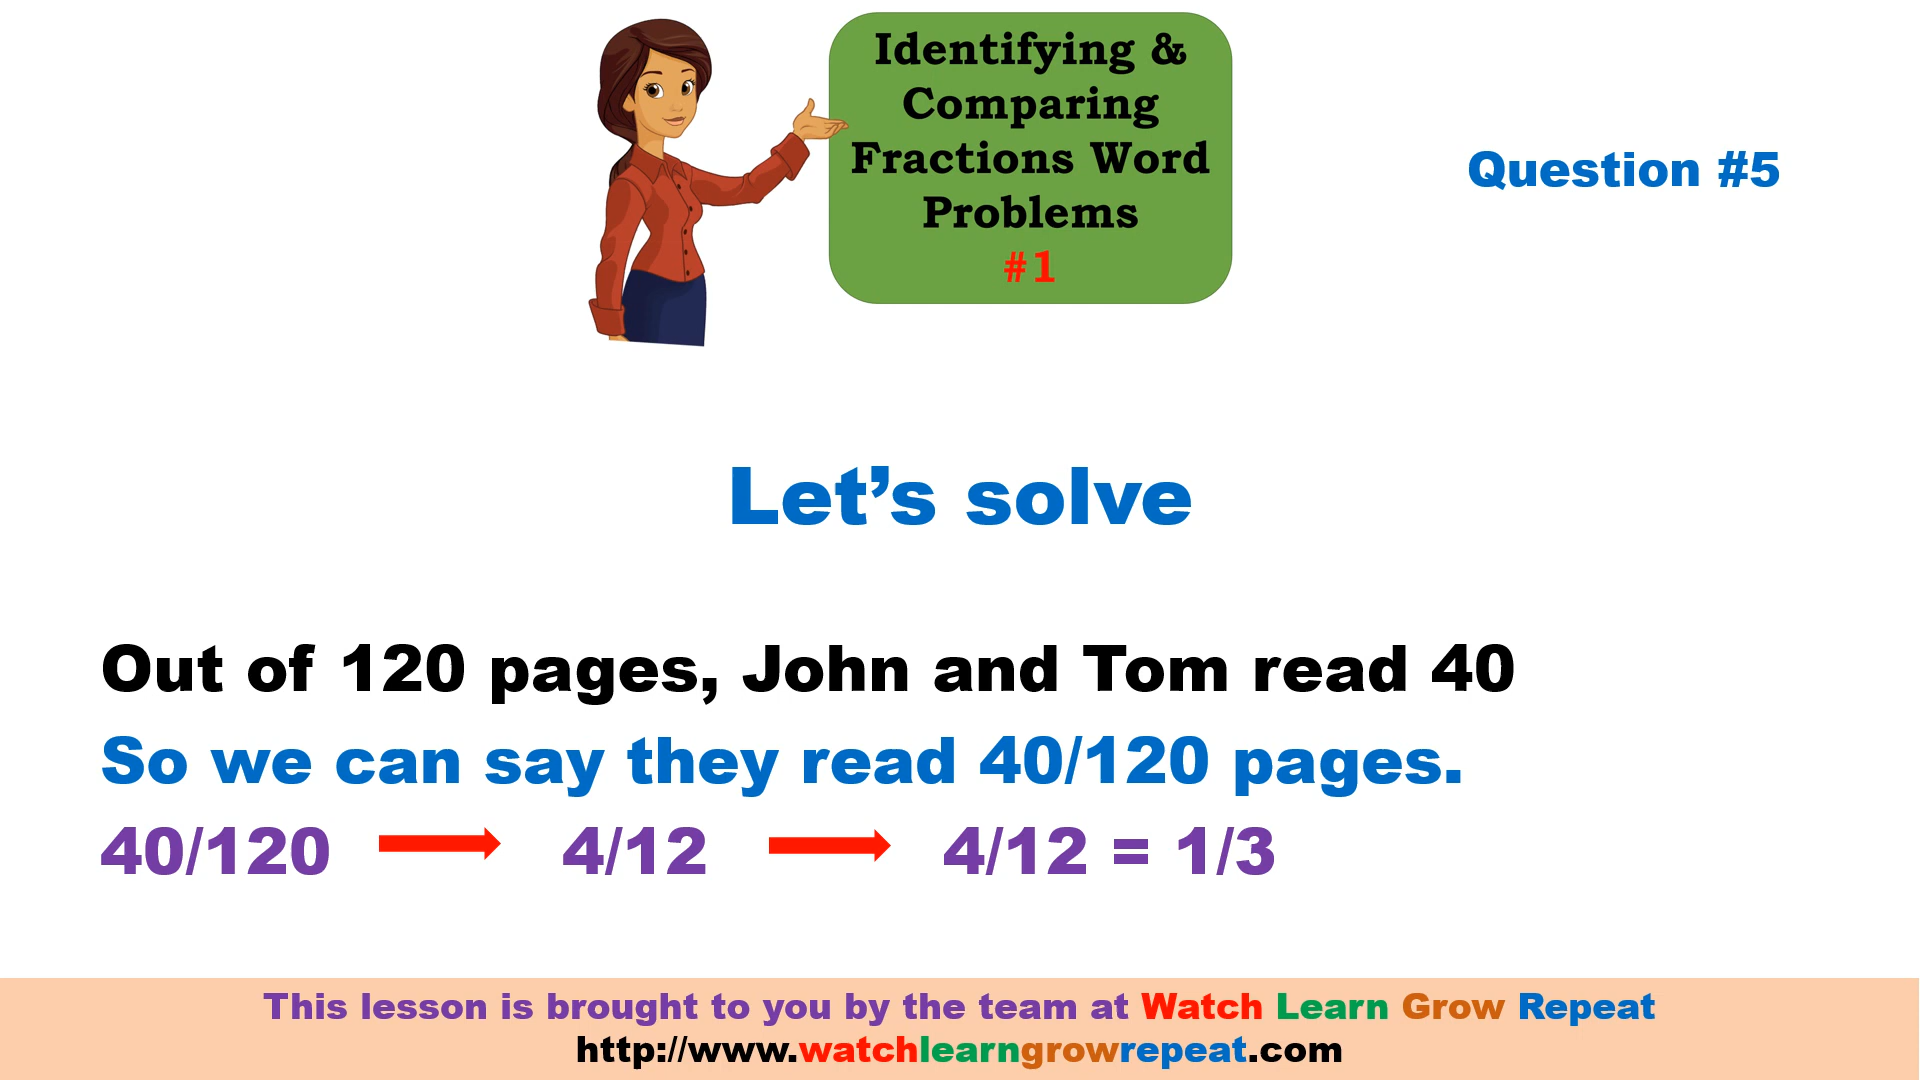 Identifying &
Comparing
Fractions Word
Problems
#1
Question #5
Let’s solve
Out of 120 pages, John and Tom read 40
So we can say they read 40/120 pages.
40/120 4/12 4/12 = 1/3
This lesson is brought to you by the team at Watch Learn Grow Repeat
http://www.watchlearngrowrepeat.com